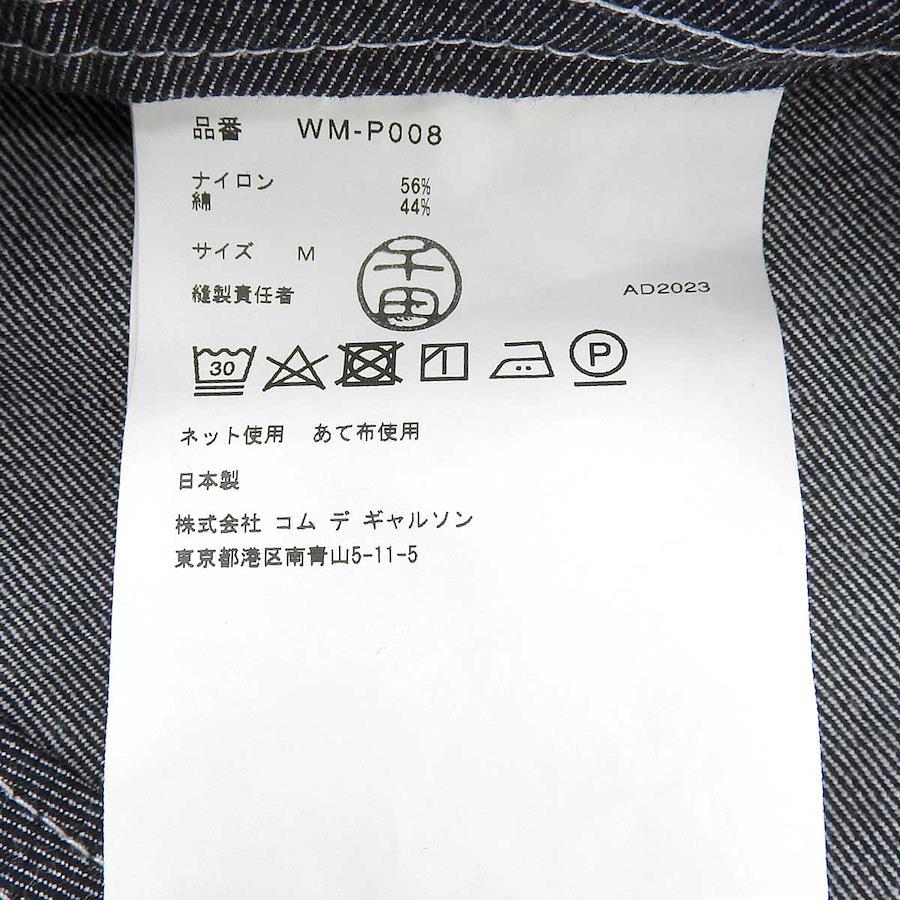 品番 WM-P008
ナイロン 56%
綿 44%
サイズ M
縫製責任者 千田 AD2023
30 P
ネット使用 あて布使用
日本製
株式会社 コム デ ギャルソン
東京都港区南青山5-11-5